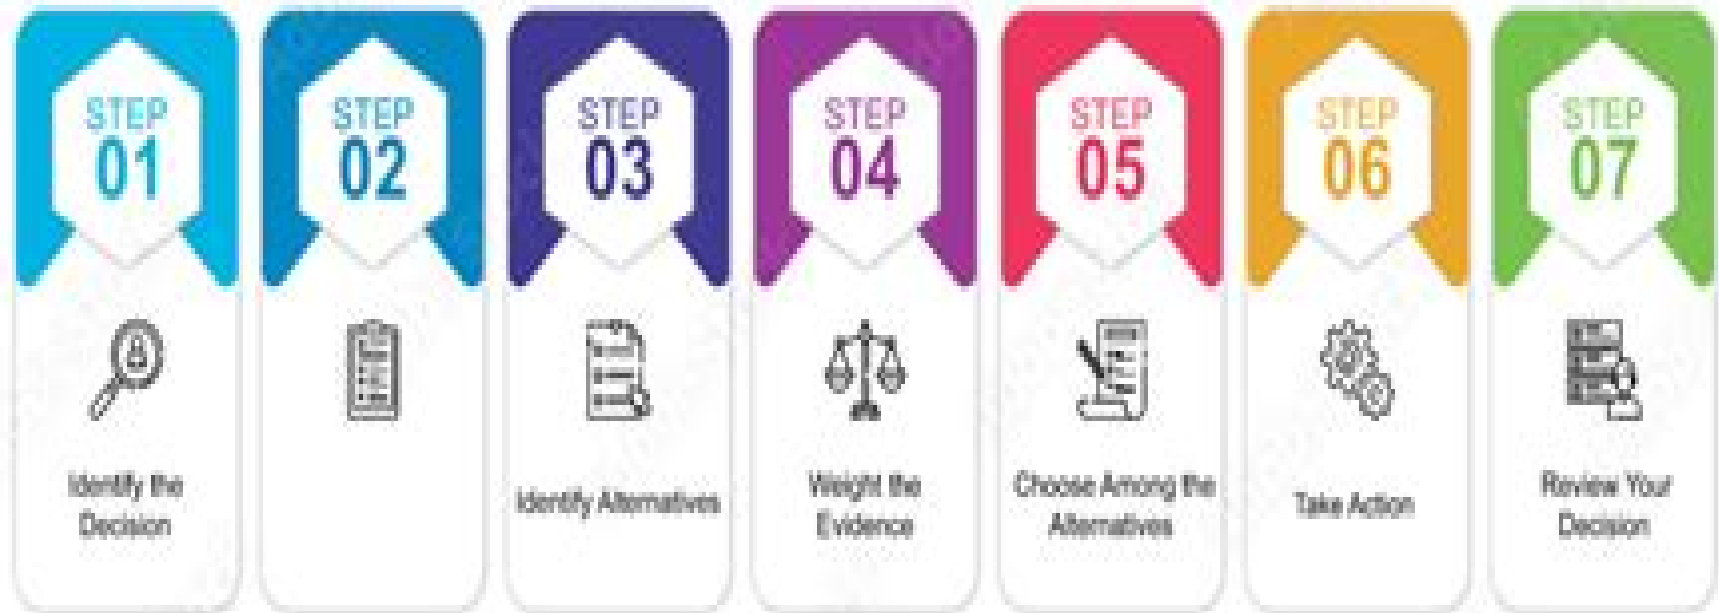 STEP
01
STEP
02
STEP
03
STEP
04
STEP
05
STEP
06
STEP
07
Identify the
Decision
Identify Alternatives
Weight the
Evidence
Choose Among the
Alternatives
Take Action
Review Your
Decision